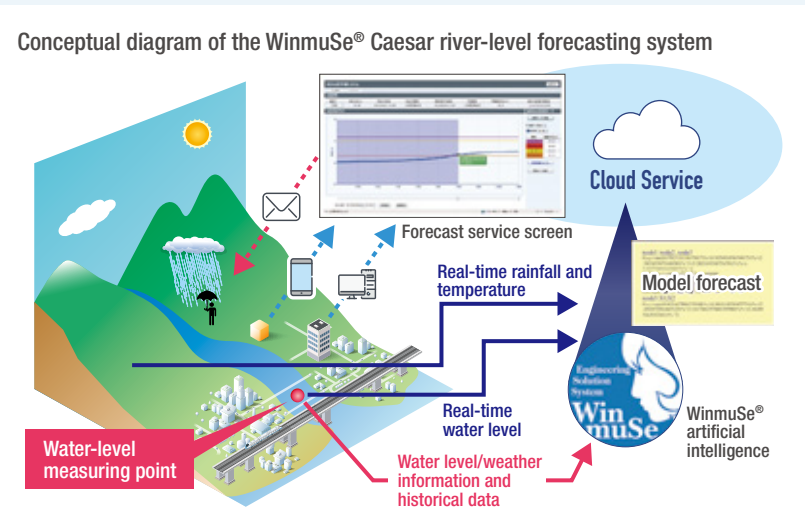 Conceptual diagram of the WinmuSe® Caesar river-level forecasting system
Cloud Service
Forecast service screen
Real-time rainfall and
temperature
Model forecast
Engineering
Solution
System
Win
muSe
WinmuSe®
artificial
intelligence
Real-time
water level
Water-level
measuring point
Water level/weather
information and
historical data